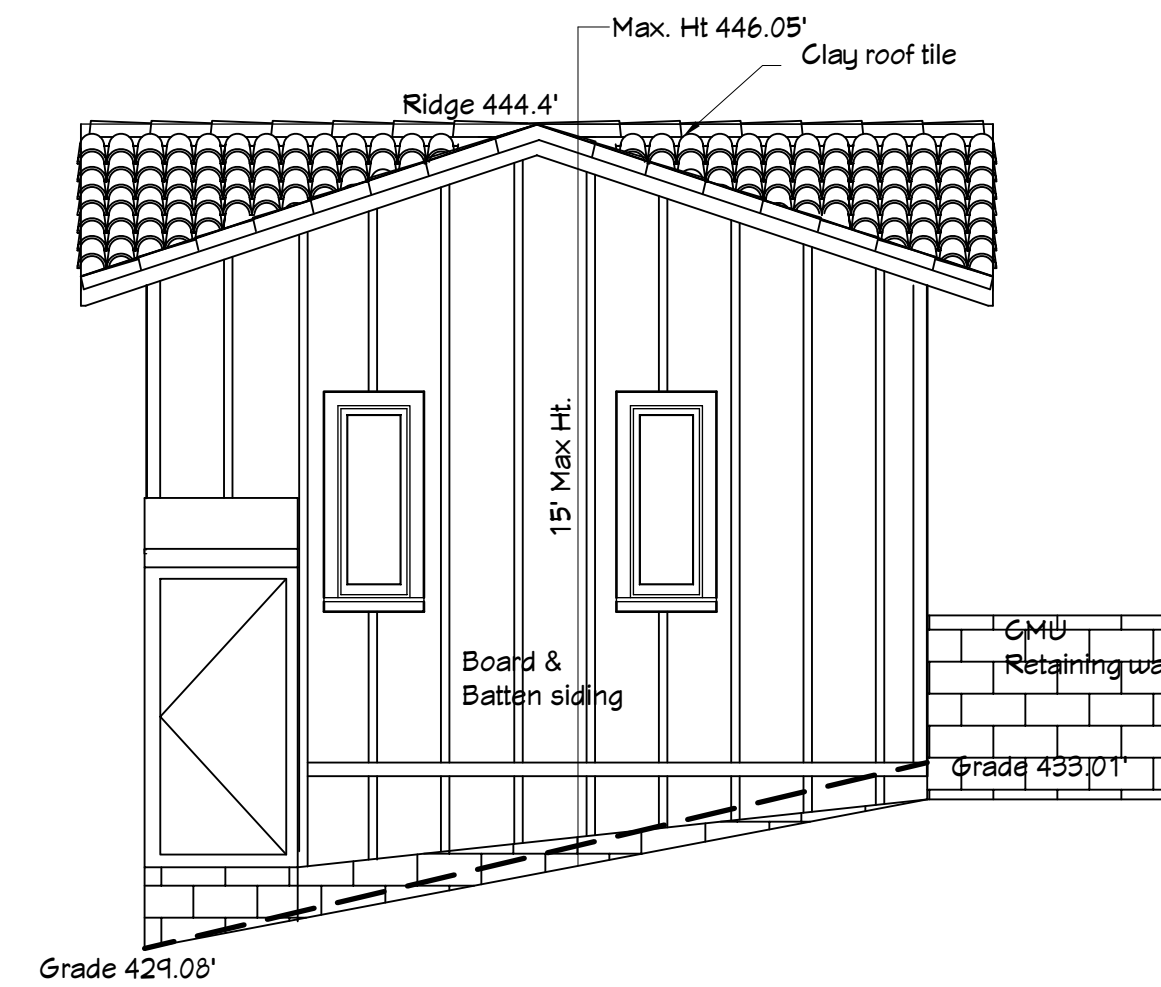 Max. Ht 446.05'
Clay roof tile
Ridge 444.4'
15' Max Ht.
CMU
Retaining wa
Board &
Batten siding
Grade 433.01'
Grade 429.08'